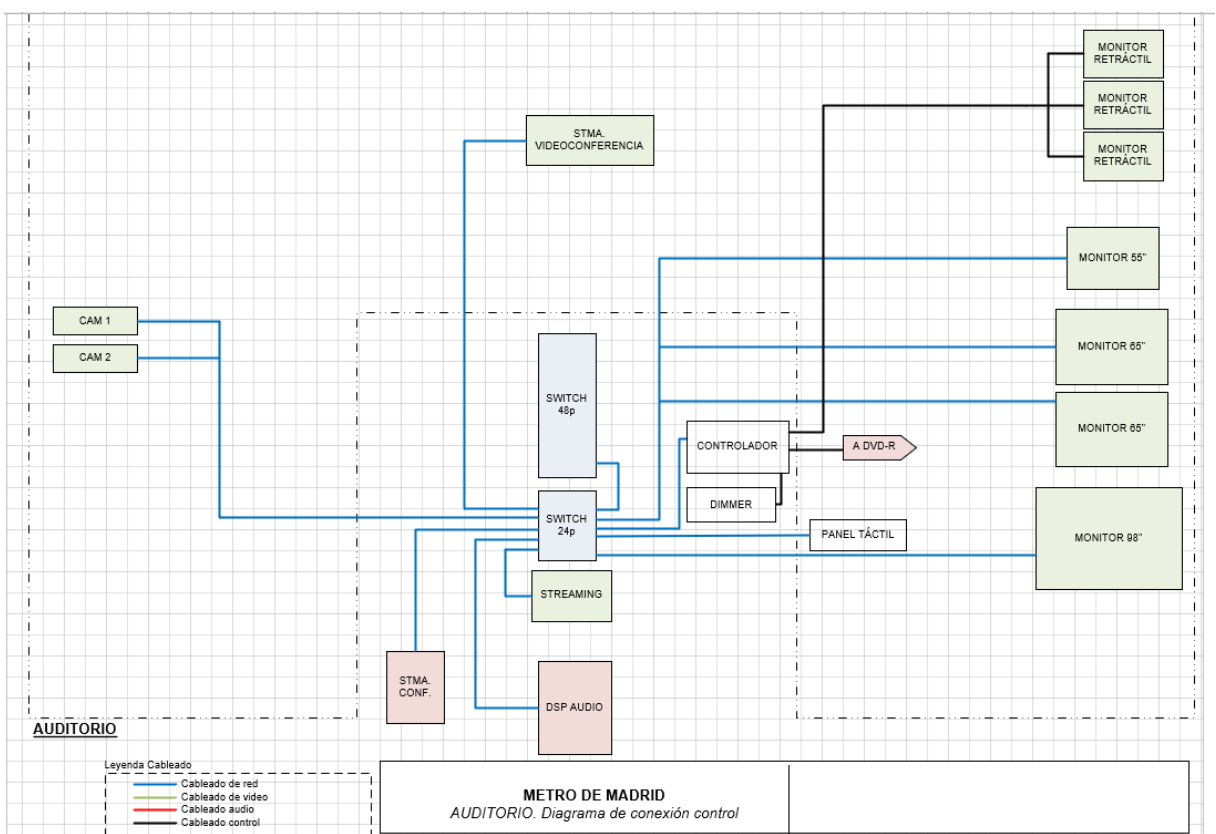 MONITOR
RETRÁCTIL
MONITOR
RETRÁCTIL
MONITOR
RETRÁCTIL
STMA.
VIDEOCONFERENCIA
MONITOR 55"
CAM 1
CAM 2
MONITOR 65"
SWITCH
48p
MONITOR 65"
CONTROLADOR
A DVD-R
DIMMER
SWITCH
24p
PANEL TÁCTIL
MONITOR 98"
STREAMING
STMA.
CONF.
DSP AUDIO
AUDITORIO
Leyenda Cableado
Cableado de red
Cableado de video
Cableado audio
Cableado control
METRO DE MADRID
AUDITORIO. Diagrama de conexión control